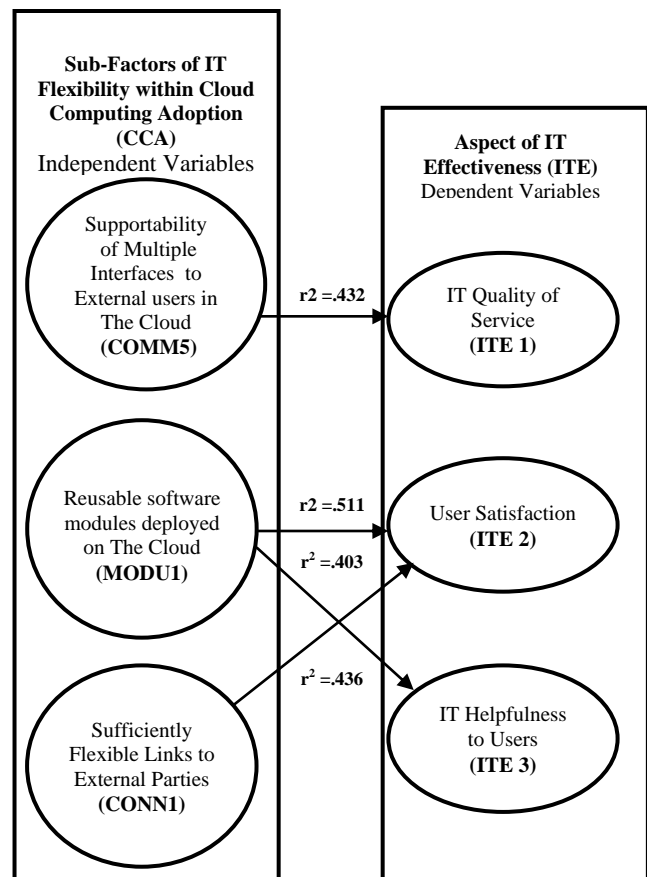 Sub-Factors of IT
Flexibility within Cloud
Computing Adoption
(CCA)
Independent Variables
Supportability
of Multiple
Interfaces to
External users in
The Cloud
(COMM5)
Reusable software
modules deployed
on The Cloud
(MODU1)
Sufficiently
Flexible Links to
External Parties
(CONN1)
r2 =.432
r2 =.511
r² =.403
r² =.436
Aspect of IT
Effectiveness (ITE)
Dependent Variables
IT Quality of
Service
(ITE 1)
User Satisfaction
(ITE 2)
IT Helpfulness
to Users
(ITE 3)